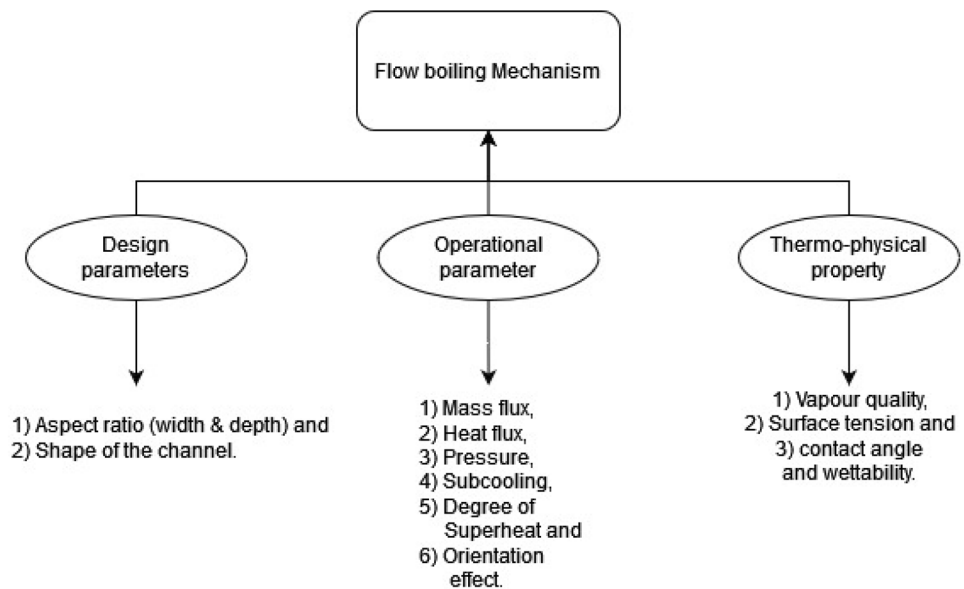 Flow boiling Mechanism
Design
parameters
Operational
parameter
Thermo-physical
property
1) Aspect ratio (width & depth) and
2) Shape of the channel.
1) Mass flux,
2) Heat flux,
3) Pressure,
4) Subcooling,
5) Degree of
Superheat and
6) Orientation
effect.
1) Vapour quality,
2) Surface tension and
3) contact angle
and wettability.